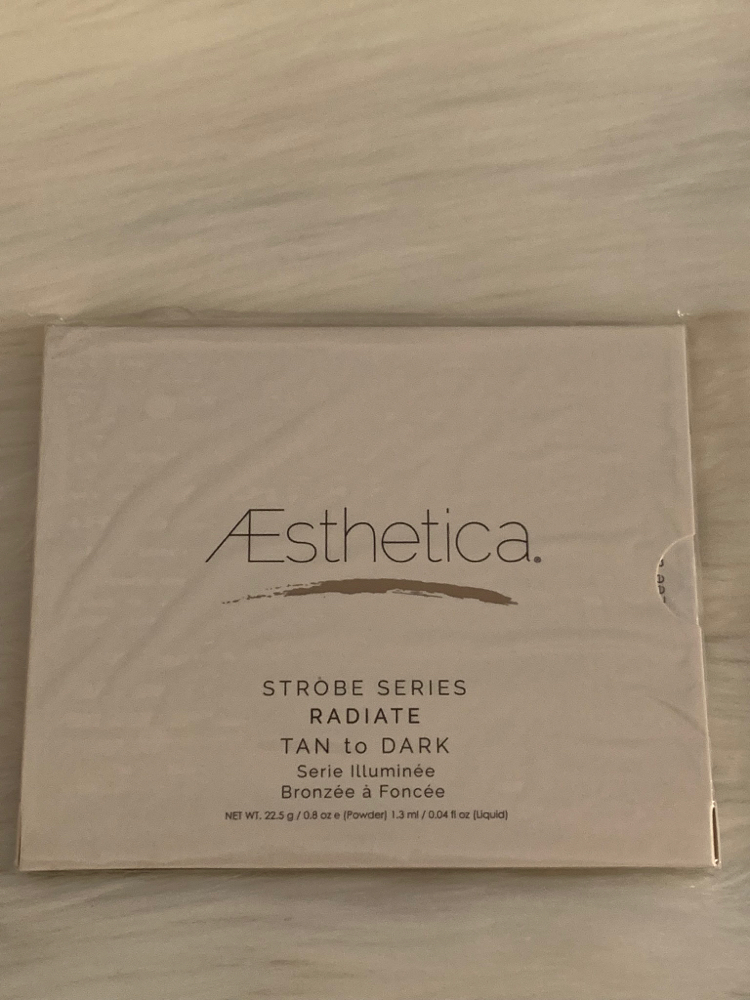 Æsthetica.
STROBE SERIES
RADIATE
TAN to DARK
Serie Illuminée
Bronzée à Foncée
NET WT. 22.5 g / 0.8 oz e (Powder) 1.3 ml / 0.04 fl oz (Liquid)